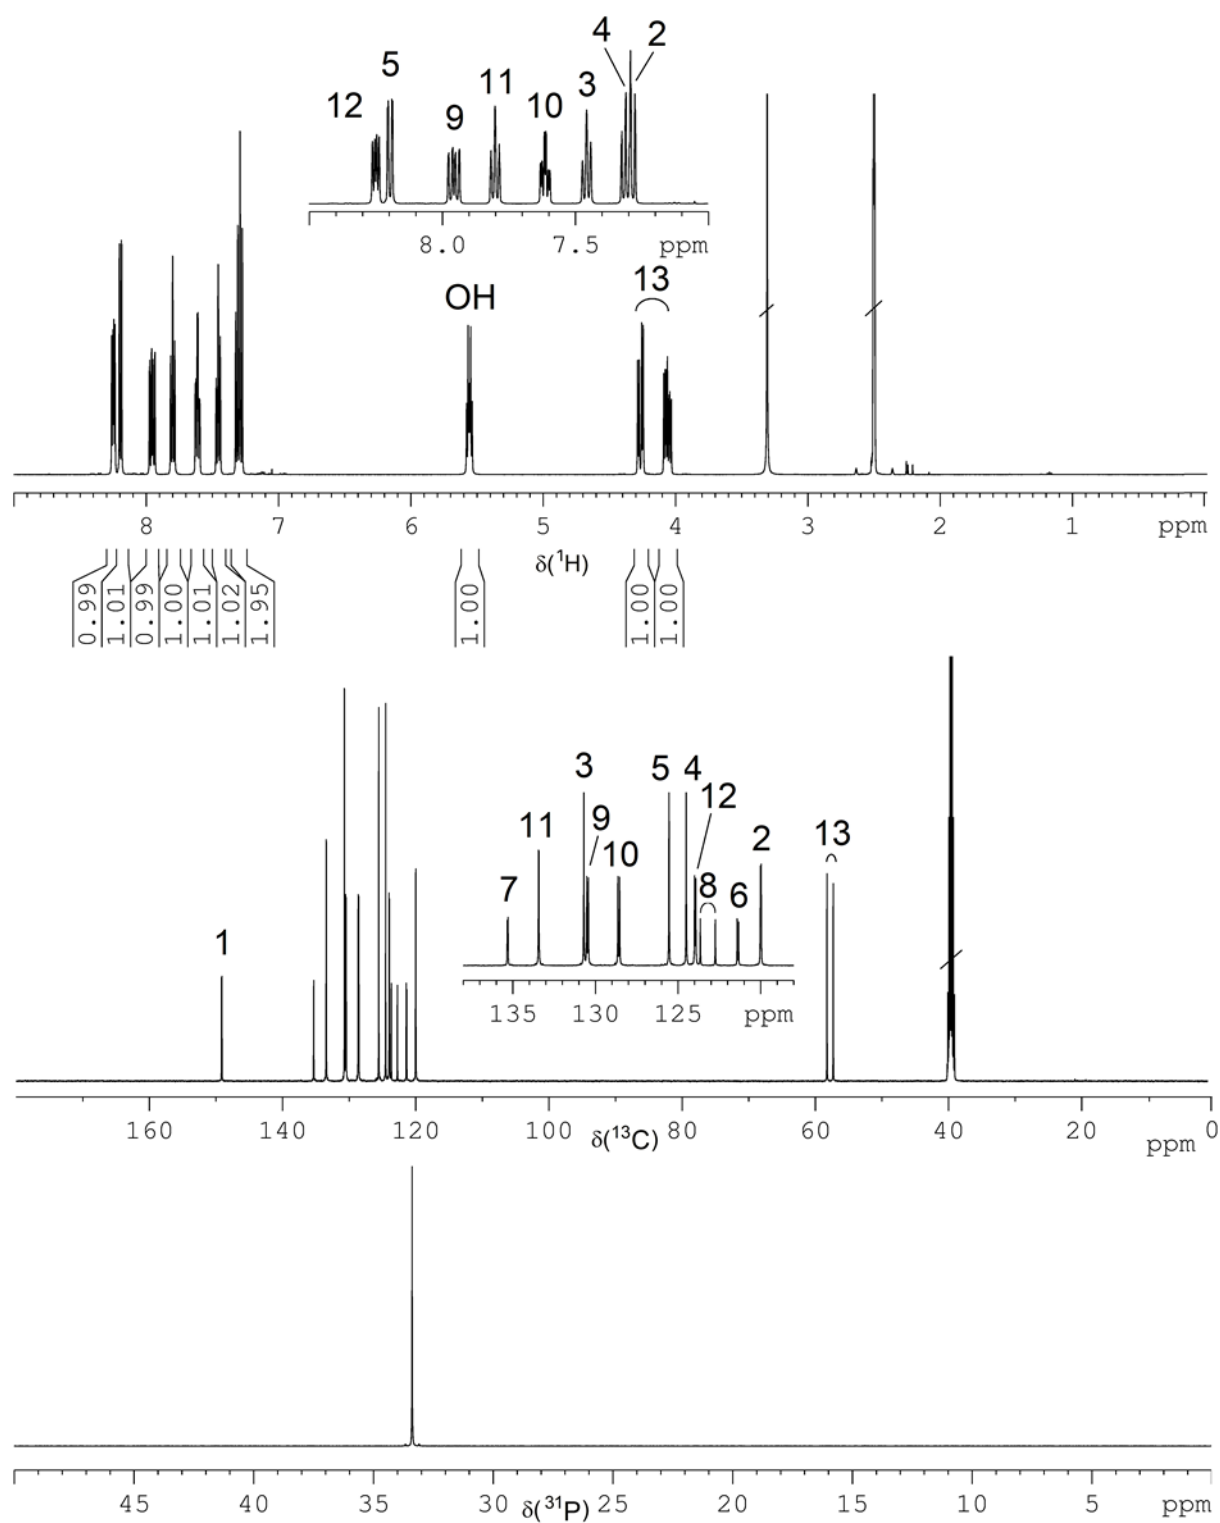 4 2
5
12 11 3
9 10
8.0 7.5 ppm
13
OH
8 7 6 5 4 3 2 1 ppm
δ(¹H)
0.99 1.01 0.99 1.00 1.01 1.02 1.95 1.00 1.00 1.00
3 5 4
12
11 9 13
10 2
7 8 6
1
135 130 125 ppm
160 140 120 100 80 60 40 20 ppm 0
δ(¹³C)
45 40 35 30 25 20 15 10 5 ppm
δ(³¹P)